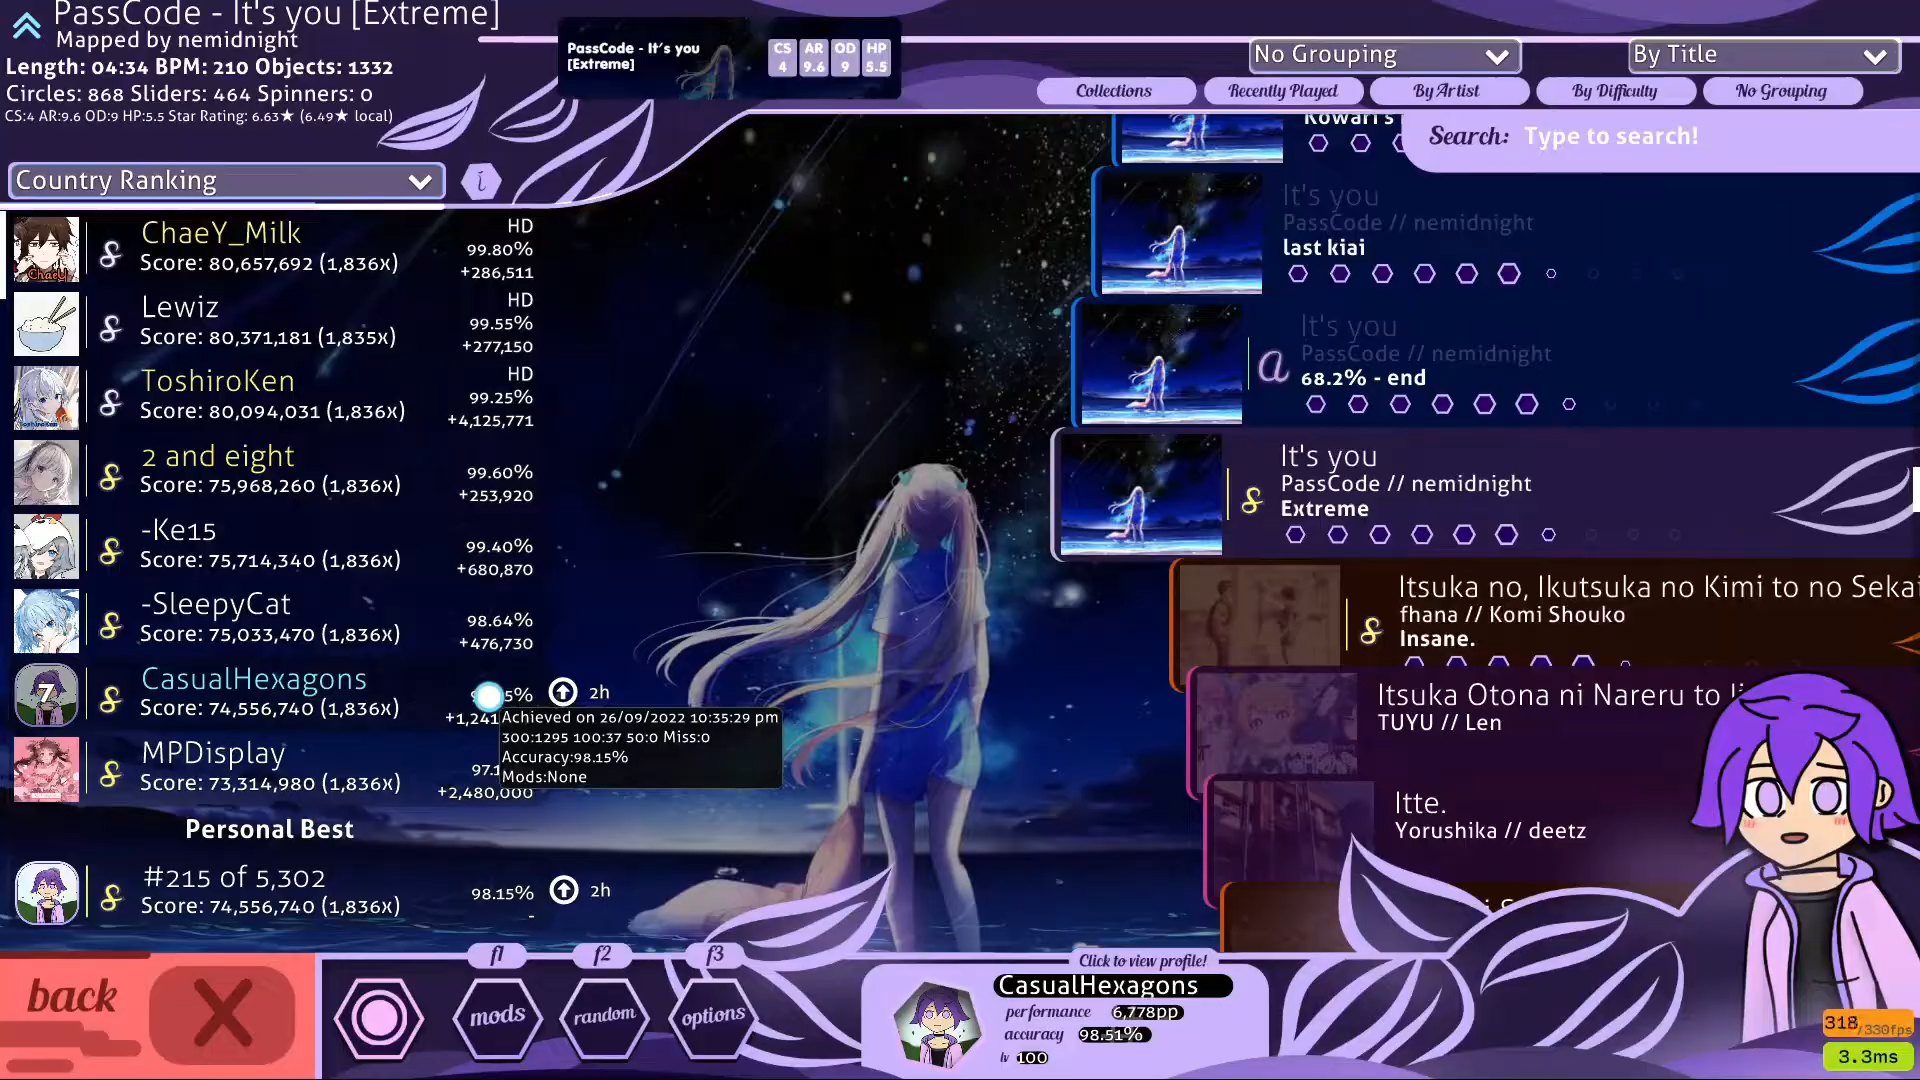 PassCode - It's you [Extreme]
Mapped by nemidnight
Length: 04:34 BPM: 210 Objects: 1332
Circles: 868 Sliders: 464 Spinners: 0
CS:4 AR:9.6 OD:9 HP:5.5 Star Rating: 6.63★ (6.49★ local)
PassCode - It's you
[Extreme]
CS 4
AR 9.6
OD 9
HP 5.5
No Grouping
By Title
Collections
Recently Played
By Artist
By Difficulty
No Grouping
Search: Type to search!
Country Ranking
i
ChaeY_Milk
Score: 80,657,692 (1,836x)
HD
99.80%
+286,511
Lewiz
Score: 80,371,181 (1,835x)
HD
99.55%
+277,150
ToshiroKen
Score: 80,094,031 (1,836x)
HD
99.25%
+4,125,771
2 and eight
Score: 75,968,260 (1,836x)
99.60%
+253,920
-Ke15
Score: 75,714,340 (1,836x)
99.40%
+680,870
-SleepyCat
Score: 75,033,470 (1,836x)
98.64%
+476,730
7
CasualHexagons
Score: 74,556,740 (1,836x)
2h
Achieved on 26/09/2022 10:35:29 pm
300:1295 100:37 50:0 Miss:0
Accuracy:98.15%
Mods:None
MPDisplay
Score: 73,314,980 (1,836x)
+2,480,000
Personal Best
#215 of 5,302
Score: 74,556,740 (1,836x)
98.15%
-
2h
Kowari's
It's you
PassCode // nemidnight
last kiai
a
It's you
PassCode // nemidnight
68.2% - end
It's you
PassCode // nemidnight
Extreme
Itsuka no, Ikutsuka no Kimi to no Sekai
fhana // Komi Shouko
Insane.
Itsuka Otona ni Nareru to
TUYU // Len
Itte.
Yorushika // deetz
back
f1
mods
f2
random
f3
options
Click to view profile!
CasualHexagons
performance 6,778pp
accuracy 98.51%
lv 100
318/330fps
3.3ms